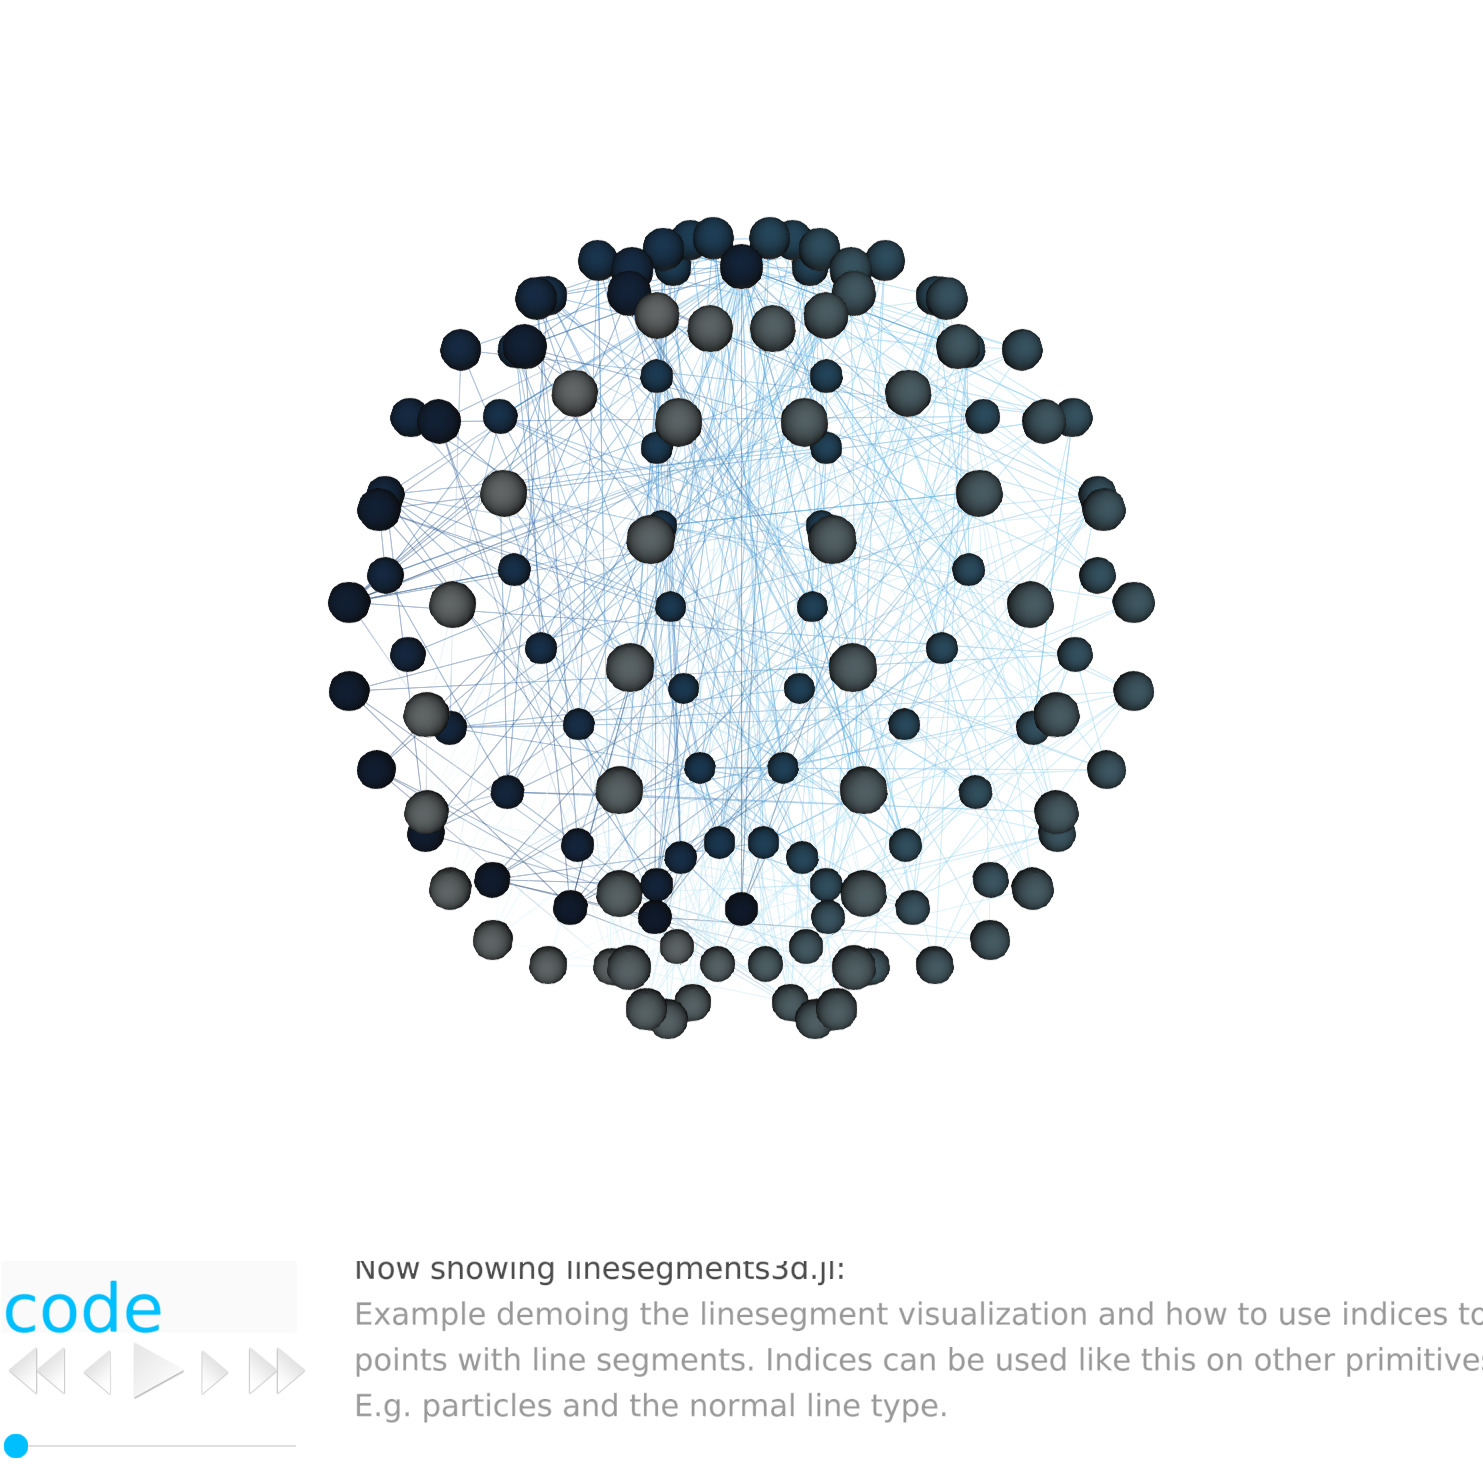 Now showing linesegments3d.jl:
code
Example demoing the linesegment visualization and how to use indices to
points with line segments. Indices can be used like this on other primitives
E.g. particles and the normal line type.